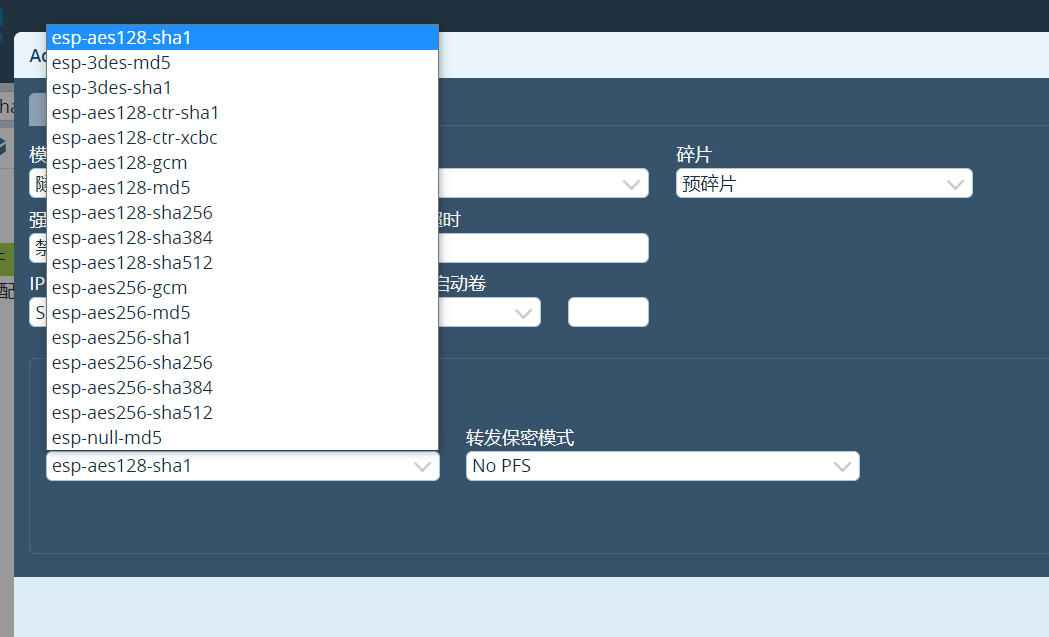 esp-aes128-sha1
esp-3des-md5
esp-3des-sha1
esp-aes128-ctr-sha1
esp-aes128-ctr-xcbc
esp-aes128-gcm
esp-aes128-md5
esp-aes128-sha256
esp-aes128-sha384
esp-aes128-sha512
esp-aes256-gcm
esp-aes256-md5
esp-aes256-sha1
esp-aes256-sha256
esp-aes256-sha384
esp-aes256-sha512
esp-null-md5
esp-aes128-sha1
碎片
预碎片
超时
启动卷
IP
转发保密模式
No PFS